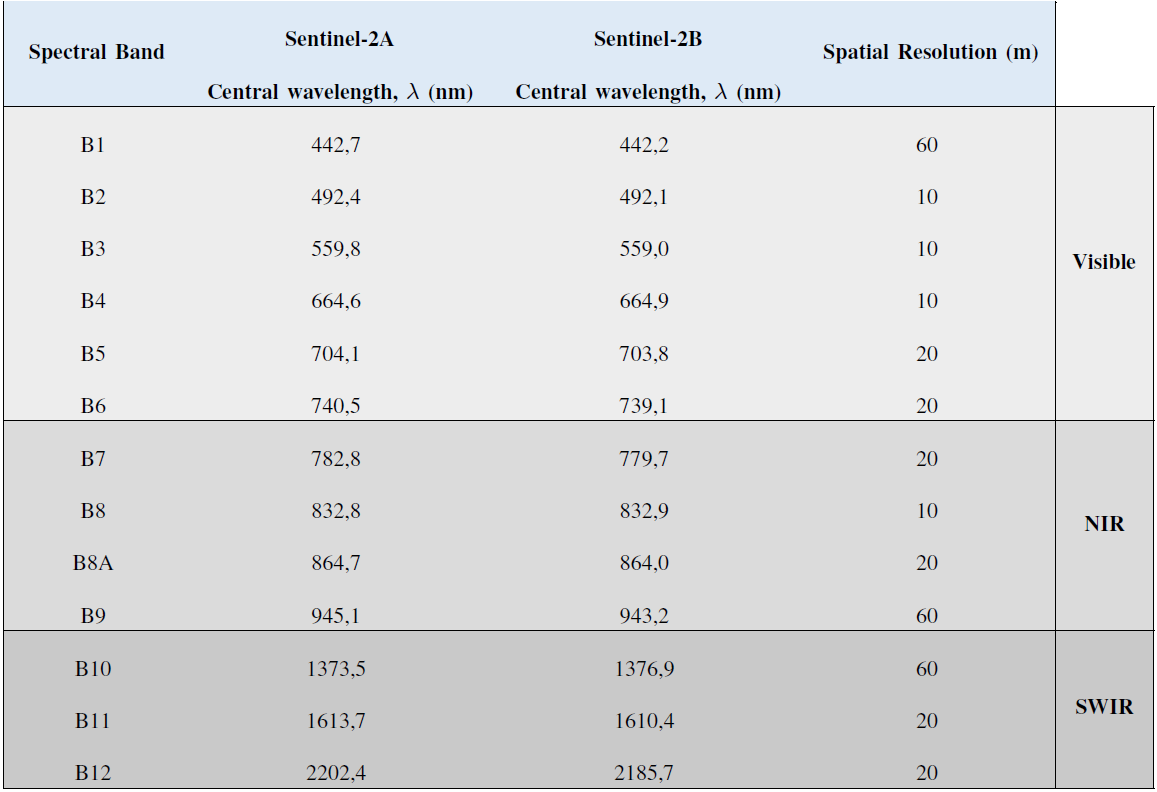 Spectral Band Sentinel-2A Central wavelength, λ (nm) Sentinel-2B Central wavelength, λ (nm) Spatial Resolution (m)
B1 442,7 442,2 60
B2 492,4 492,1 10
B3 559,8 559,0 10
Visible
B4 664,6 664,9 10
B5 704,1 703,8 20
B6 740,5 739,1 20
B7 782,8 779,7 20
B8 832,8 832,9 10
NIR
B8A 864,7 864,0 20
B9 945,1 943,2 60
B10 1373,5 1376,9 60
SWIR
B11 1613,7 1610,4 20
B12 2202,4 2185,7 20